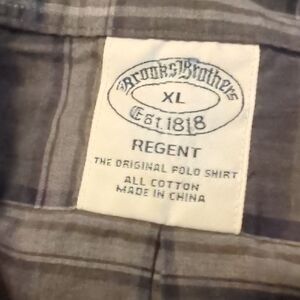 Brooks Brothers
XL
Est. 1818
REGENT
THE ORIGINAL POLO SHIRT
ALL COTTON
MADE IN CHINA